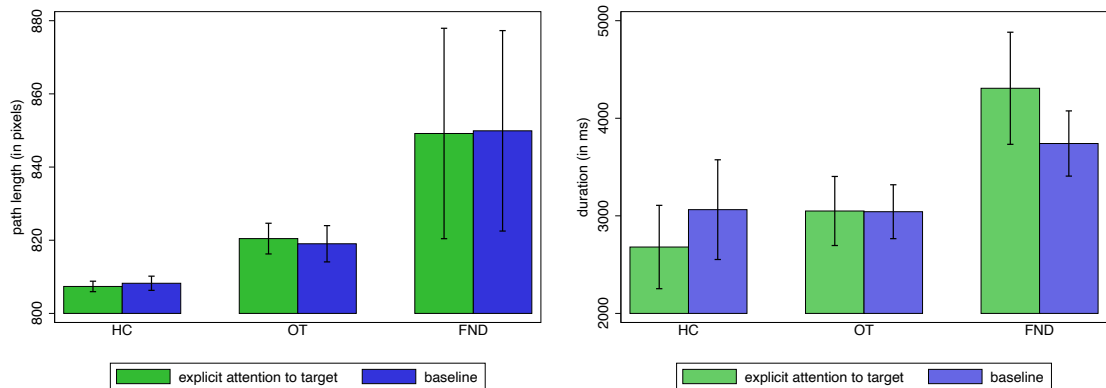 path length (in pixels)
880
860
840
820
800
HC OT FND
explicit attention to target baseline
duration (in ms)
5000
4000
3000
2000
HC OT FND
explicit attention to target baseline